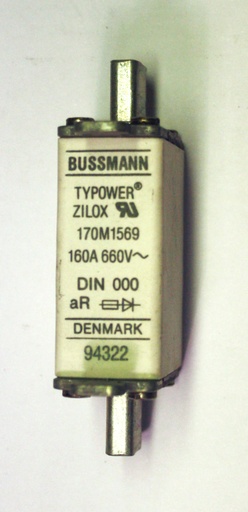 BUSSMANN
TYPOWER®
ZILOX
170M1569
160A 660V~
DIN 000
aR
DENMARK
94322